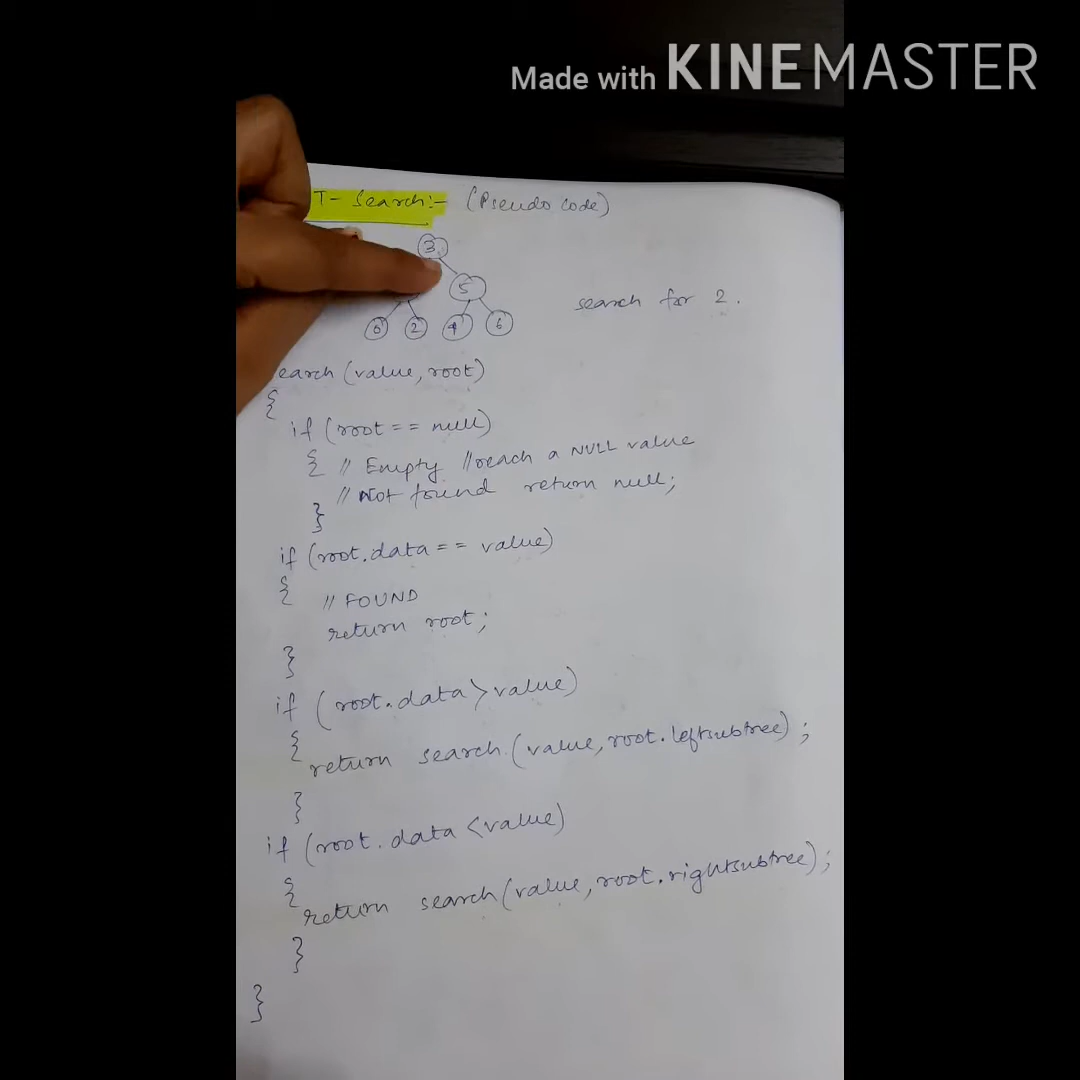 Made with KINEMASTER
T- Search:- (Pseudo code)
3
5
0 2 4 6
search for 2.
earch (value, root)
{
if (root == null)
{ // Empty //reach a NULL value
// Not found return null;
}
if (root.data == value)
{ // FOUND
return root;
}
if (root.data > value)
{
return search (value, root.leftsubtree);
}
if (root.data < value)
{
return search (value, root.rightsubtree);
}
}